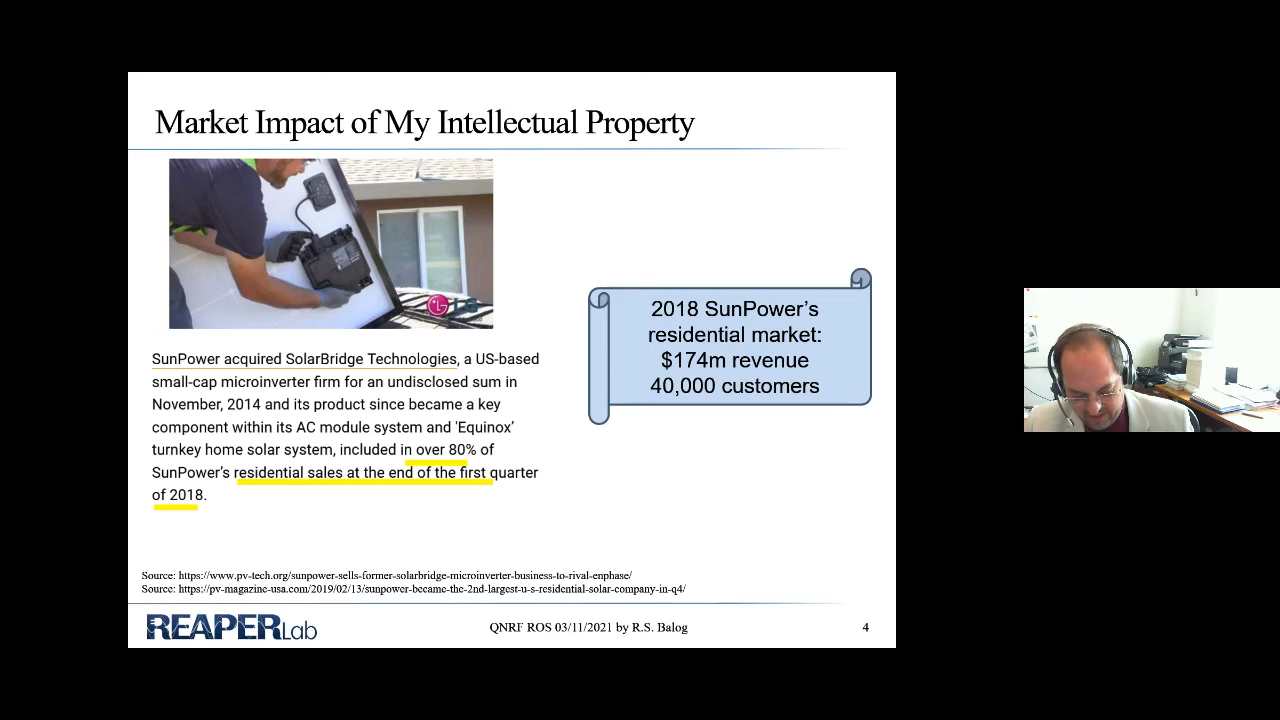 Market Impact of My Intellectual Property
SunPower acquired SolarBridge Technologies, a US-based
small-cap microinverter firm for an undisclosed sum in
November, 2014 and its product since became a key
component within its AC module system and 'Equinox'
turnkey home solar system, included in over 80% of
SunPower's residential sales at the end of the first quarter
of 2018.
2018 SunPower's
residential market:
$174m revenue
40,000 customers
Source: https://www.pv-tech.org/sunpower-sells-former-solarbridge-microinverter-business-to-rival-enphase/
Source: https://pv-magazine-usa.com/2019/02/13/sunpower-became-the-2nd-largest-u-s-residential-solar-company-in-q4/
REAPER Lab
QNRF ROS 03/11/2021 by R.S. Balog
4